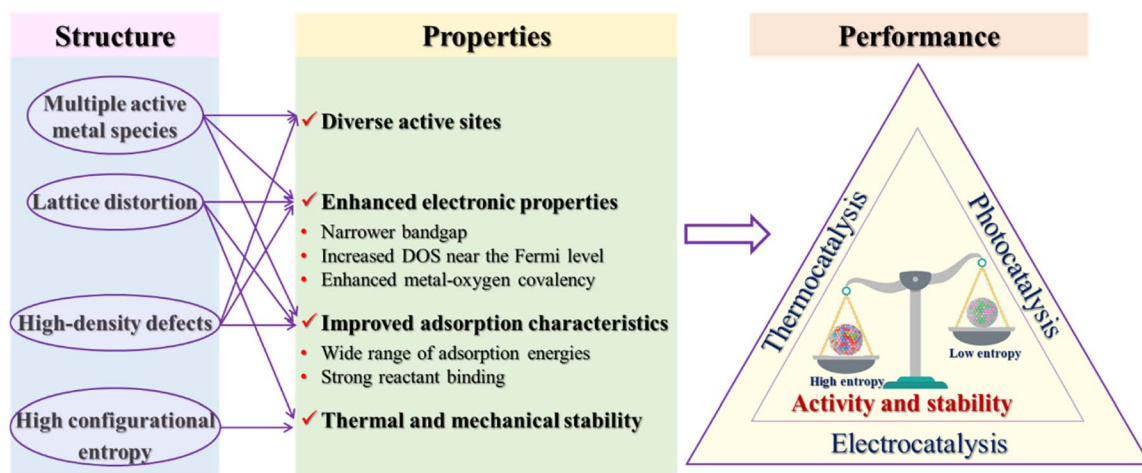 Structure
Multiple active
metal species
Lattice distortion
High-density defects
High configurational
entropy
Properties
✓ Diverse active sites
✓ Enhanced electronic properties
• Narrower bandgap
• Increased DOS near the Fermi level
• Enhanced metal-oxygen covalency
✓ Improved adsorption characteristics
• Wide range of adsorption energies
• Strong reactant binding
✓ Thermal and mechanical stability
Performance
Thermocatalysis
Photocatalysis
High entropy
Low entropy
Activity and stability
Electrocatalysis